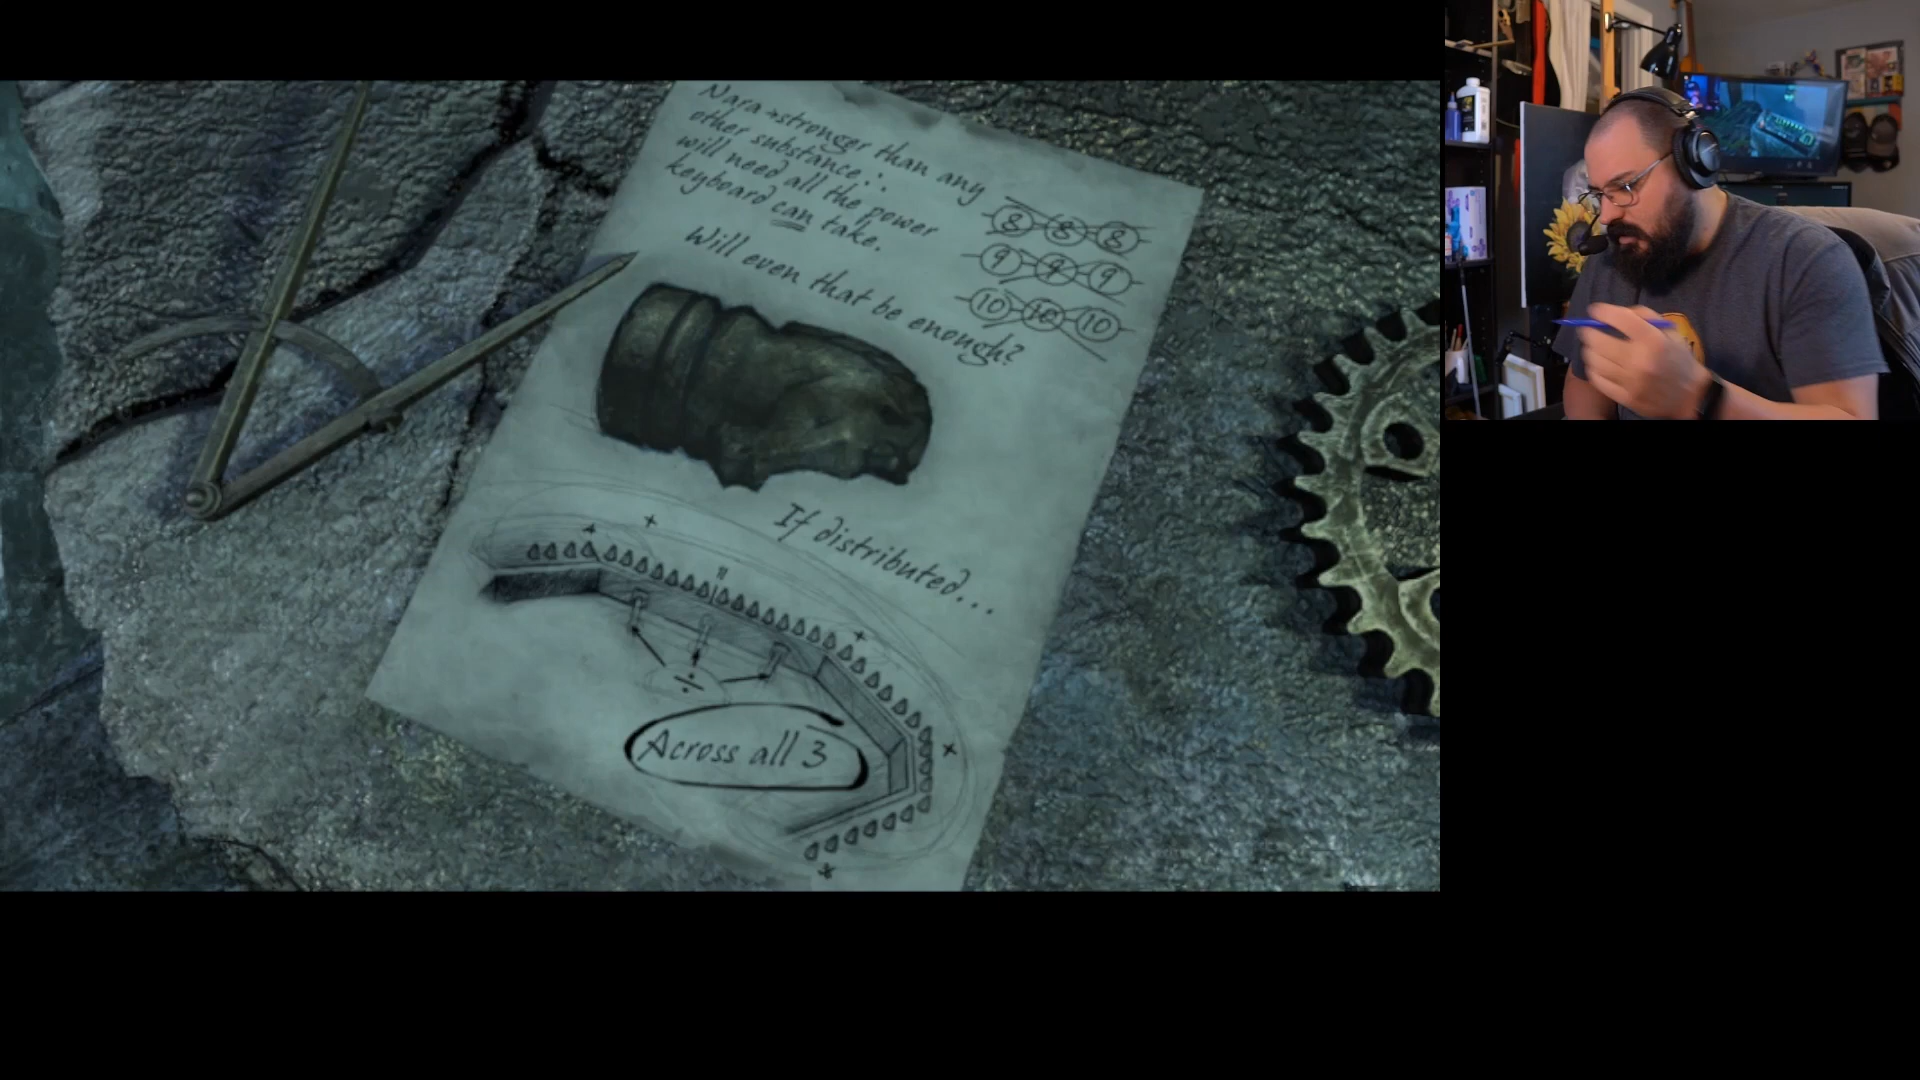 Nara → stronger than any
other substance ∴
will need all the power
keyboard can take.
8 8 8
9 9 9
10 10 10
Will even that be enough?
If distributed...
÷
Across all 3